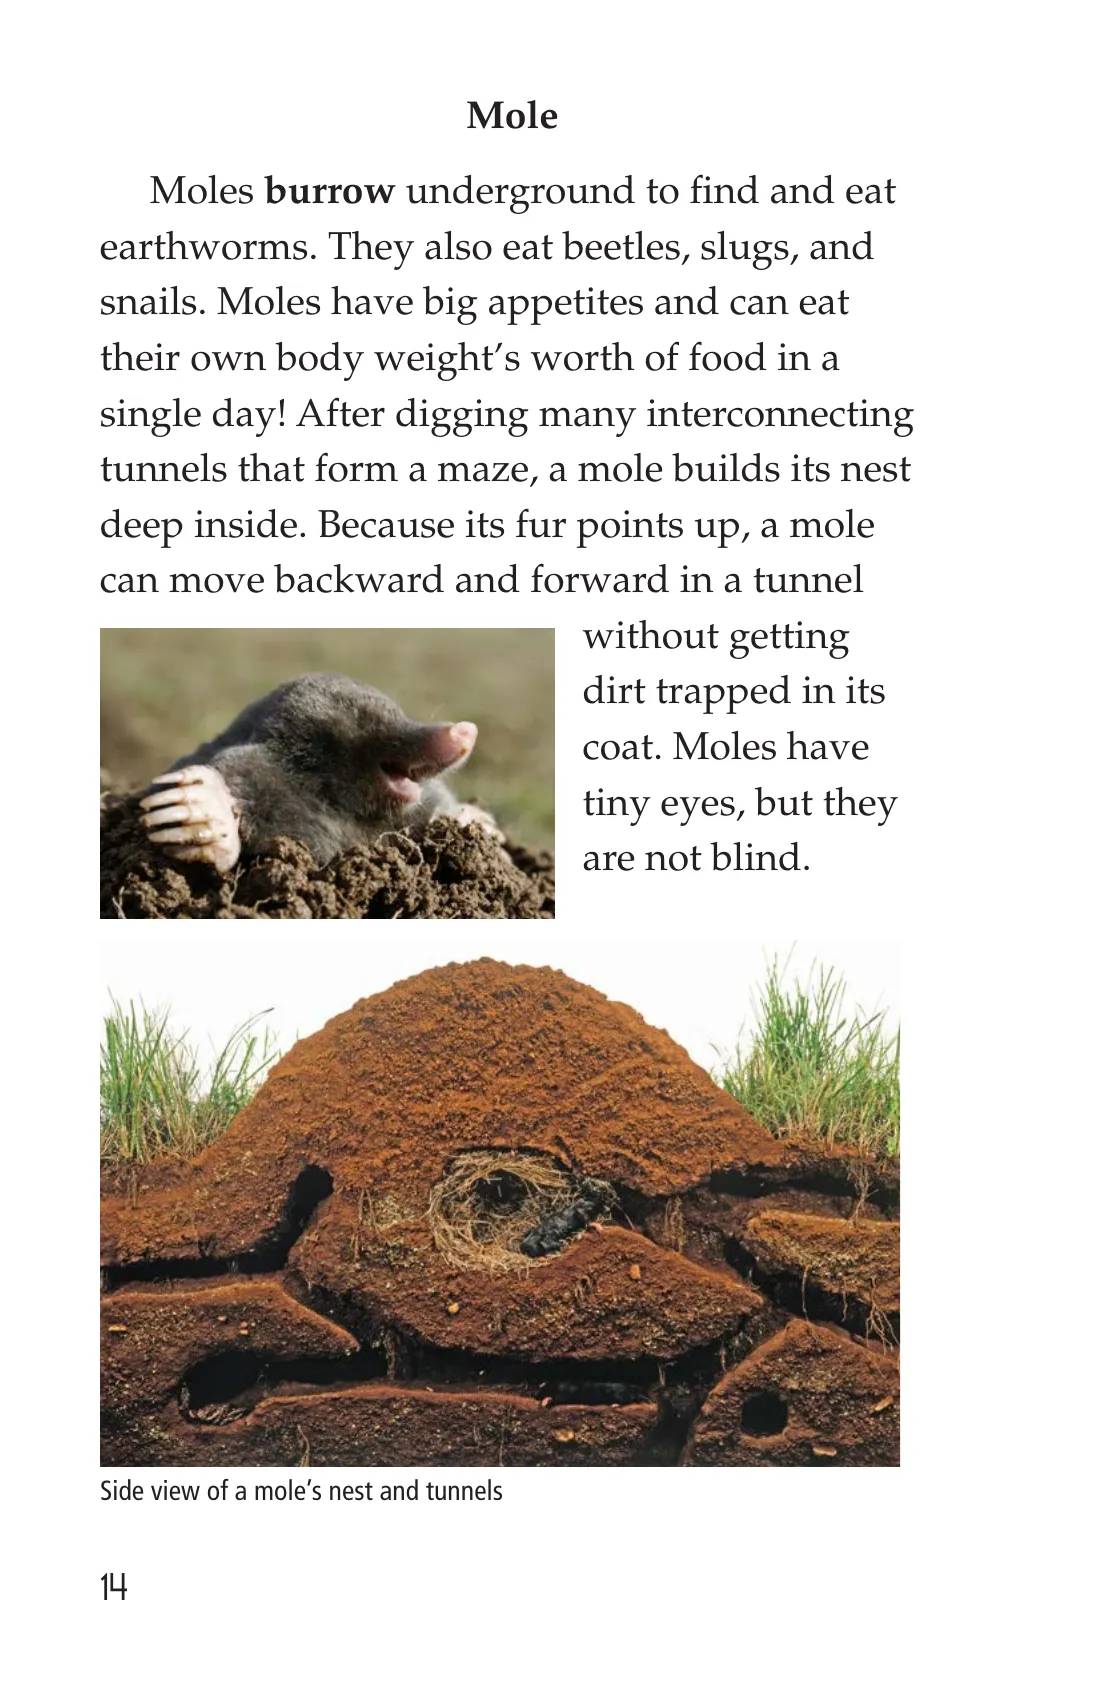 Mole
Moles burrow underground to find and eat
earthworms. They also eat beetles, slugs, and
snails. Moles have big appetites and can eat
their own body weight’s worth of food in a
single day! After digging many interconnecting
tunnels that form a maze, a mole builds its nest
deep inside. Because its fur points up, a mole
can move backward and forward in a tunnel
without getting
dirt trapped in its
coat. Moles have
tiny eyes, but they
are not blind.
Side view of a mole’s nest and tunnels
14